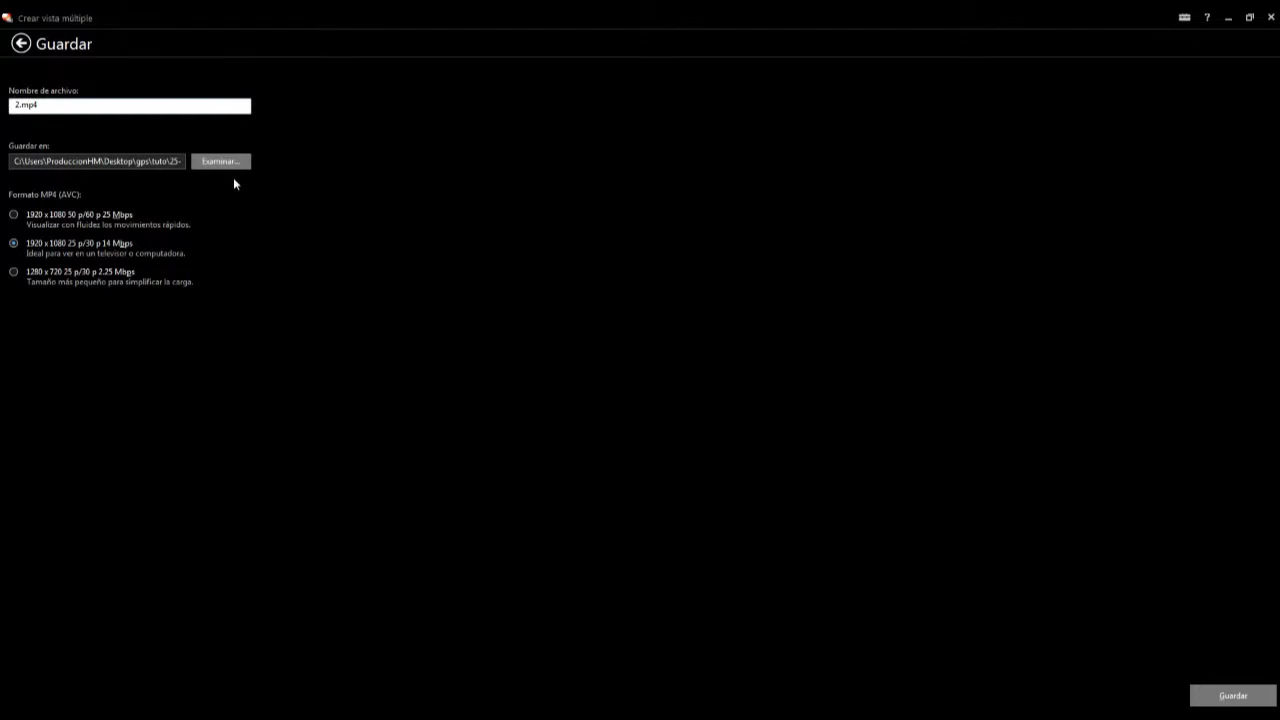 Crear vista múltiple
?
Guardar
Nombre de archivo:
2.mp4
Guardar en:
C:\Users\ProduccionHM\Desktop\gps\tuto\25-
Examinar...
Formato MP4 (AVC):
1920 x 1080 50 p/60 p 25 Mbps
Visualizar con fluidez los movimientos rápidos.
1920 x 1080 25 p/30 p 14 Mbps
Ideal para ver en un televisor o computadora.
1280 x 720 25 p/30 p 2.25 Mbps
Tamaño más pequeño para simplificar la carga.
Guardar